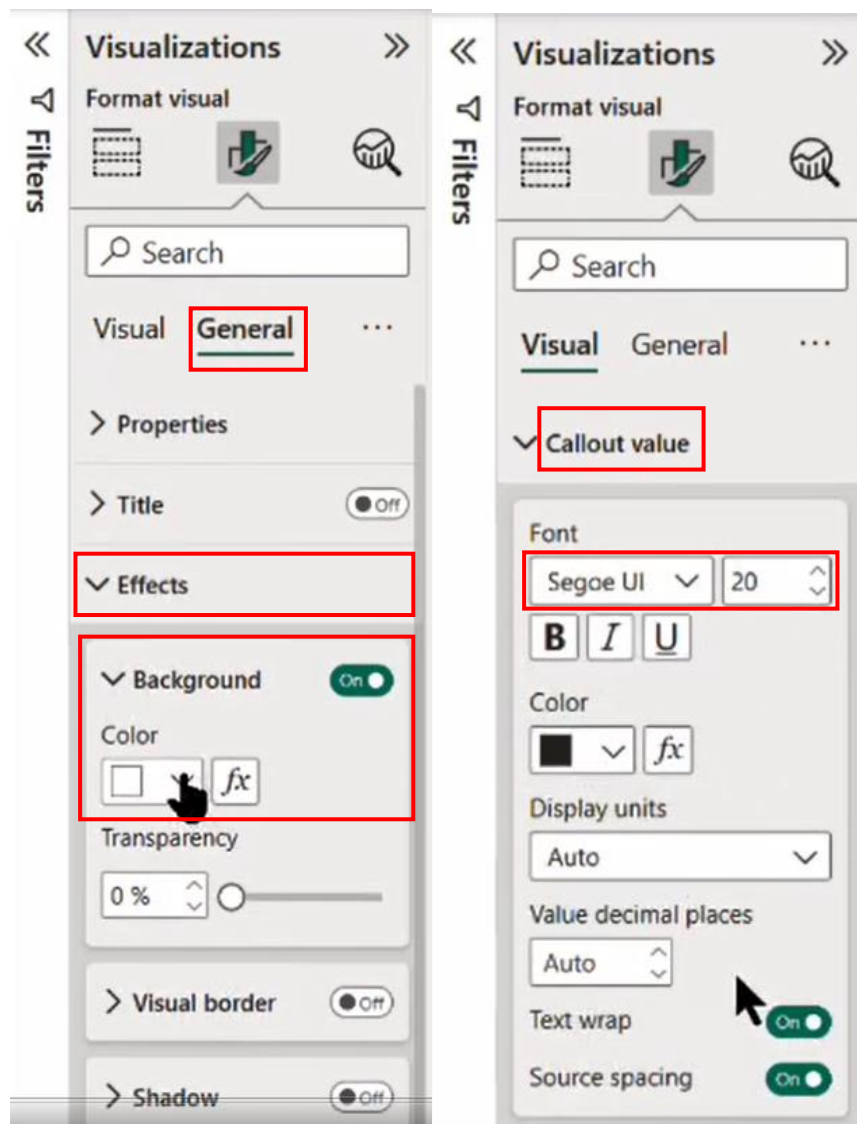 Visualizations
Format visual
Filters
Search
Visual General ...
Properties
Title Off
Effects
Background On
Color
fx
Transparency
0 %
Visual border Off
Shadow Off
Visualizations
Format visual
Filters
Search
Visual General ...
Callout value
Font
Segoe UI 20
B I U
Color
fx
Display units
Auto
Value decimal places
Auto
Text wrap On
Source spacing On